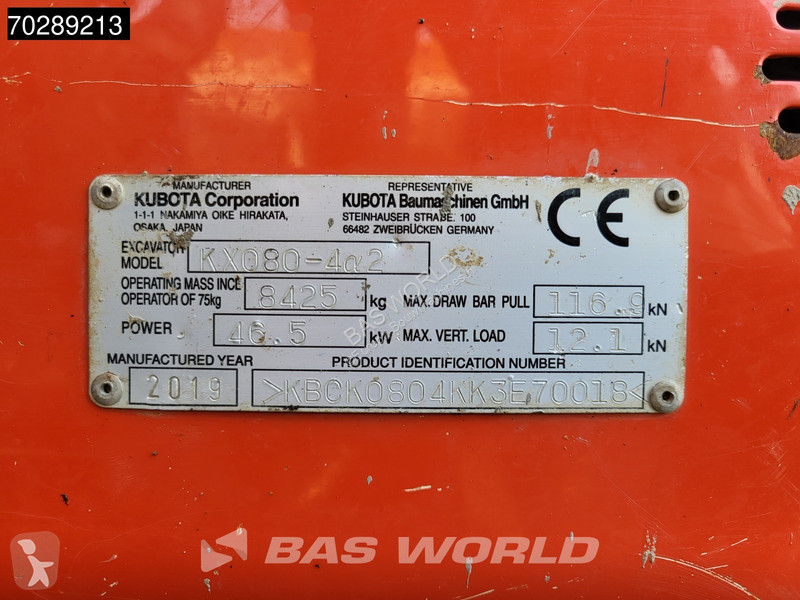 70289213
MANUFACTURER
KUBOTA Corporation
1-1-1 NAKAMIYA OIKE HIRAKATA,
OSAKA, JAPAN
REPRESENTATIVE
KUBOTA Baumaschinen GmbH
STEINHAUSER STRAßE 100
66482 ZWEIBRÜCKEN GERMANY
CE
EXCAVATOR
MODEL KX080-4α2
OPERATING MASS INCL
OPERATOR OF 75kg 8425 kg MAX. DRAW BAR PULL 116.9 kN
POWER 46.5 kW MAX. VERT. LOAD 12.1 kN
MANUFACTURED YEAR PRODUCT IDENTIFICATION NUMBER
2019 >KBCK0804KK3E70018<
BAS WORLD
BAS WORLD